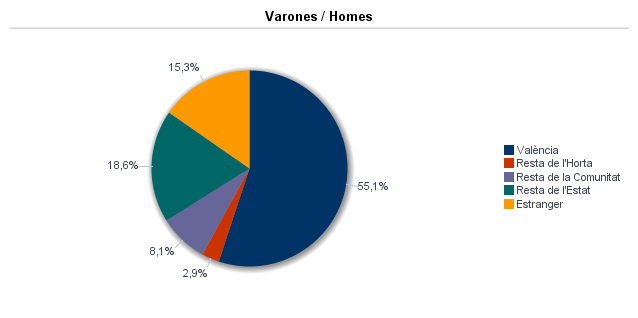 Varones / Homes
15,3%
18,6%
55,1%
8,1%
2,9%
València
Resta de l'Horta
Resta de la Comunitat
Resta de l'Estat
Estranger